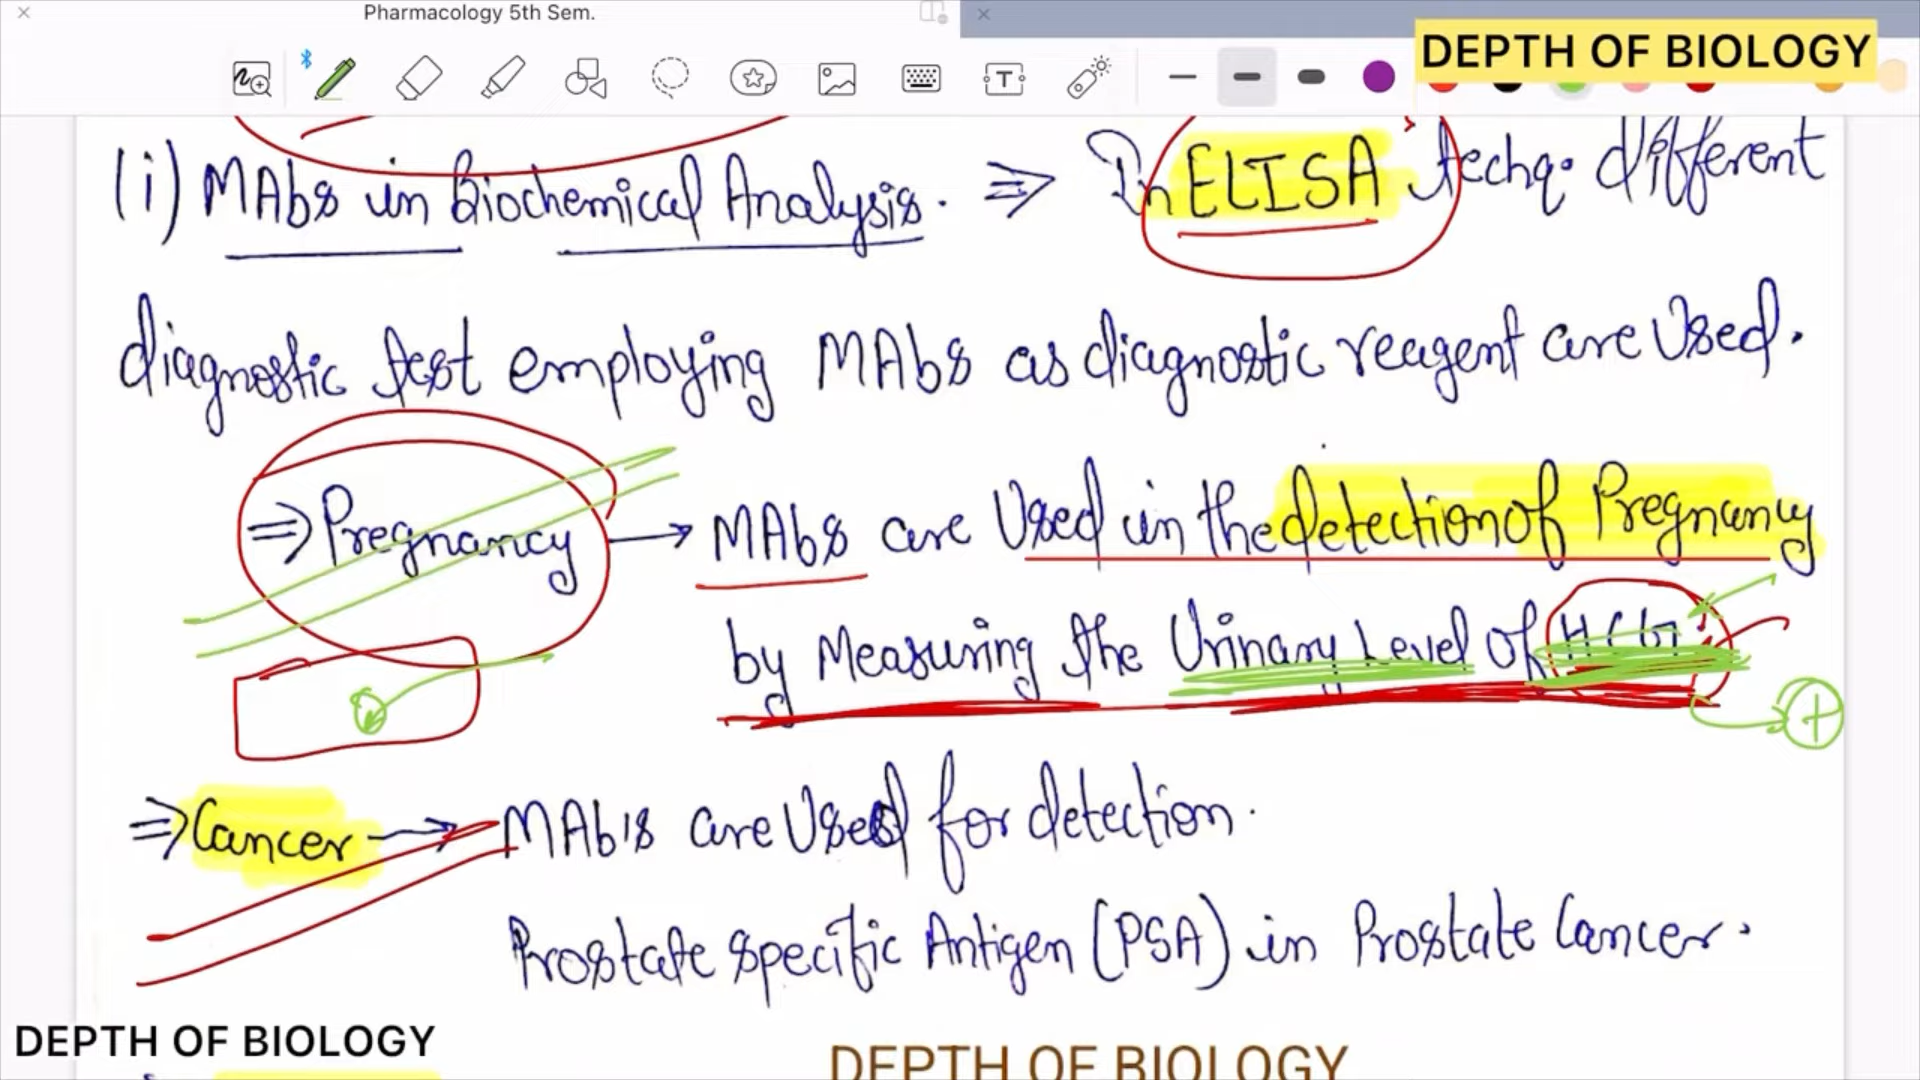 Pharmacology 5th Sem.
DEPTH OF BIOLOGY
(i) MAbs in Biochemical Analysis. ⇒ In ELISA techq. different
diagnostic test employing MAbs as diagnostic reagent are Used.
⇒ Pregnancy → MAbs are Used in the detection of Pregnancy
by Measuring the Urinary Level of HCG
⇒ Cancer → MAb's are Used for detection.
Prostate specific Antigen (PSA) in Prostate Cancer.
DEPTH OF BIOLOGY
DEPTH OF BIOLOGY